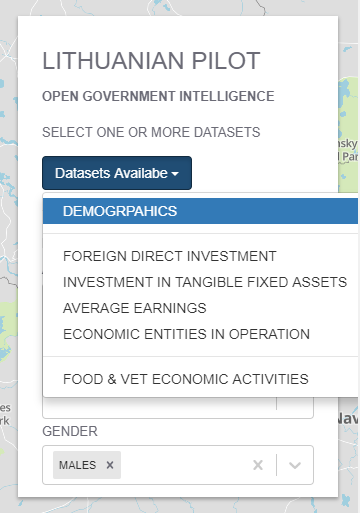 LITHUANIAN PILOT
OPEN GOVERNMENT INTELLIGENCE
SELECT ONE OR MORE DATASETS
Datasets Availabe
DEMOGRPAHICS
FOREIGN DIRECT INVESTMENT
INVESTMENT IN TANGIBLE FIXED ASSETS
AVERAGE EARNINGS
ECONOMIC ENTITIES IN OPERATION
FOOD & VET ECONOMIC ACTIVITIES
GENDER
MALES ×